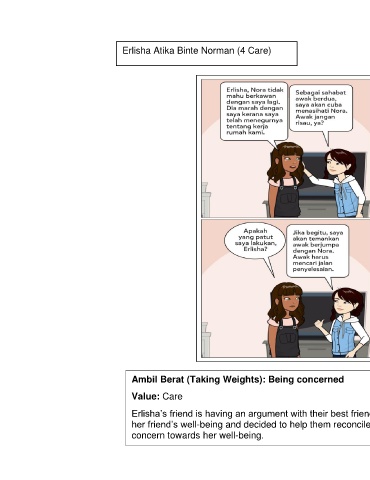 Erlisha Atika Binte Norman (4 Care)
Erlisha, Nora tidak
mahu berkawan
dengan saya lagi.
Dia marah dengan
saya kerana saya
telah menegurnya
tentang kerja
rumah kami.
Sebagai sahabat
awak berdua,
saya akan cuba
menasihati Nora.
Awak jangan
risau, ya?
Apakah
yang patut
saya lakukan,
Erlisha?
Jika begitu, saya
akan temankan
awak berjumpa
dengan Nora.
Awak harus
mencari jalan
penyelesaian.
Ambil Berat (Taking Weights): Being concerned
Value: Care
Erlisha's friend is having an argument with their best frien
her friend's well-being and decided to help them reconcile
concern towards her well-being.